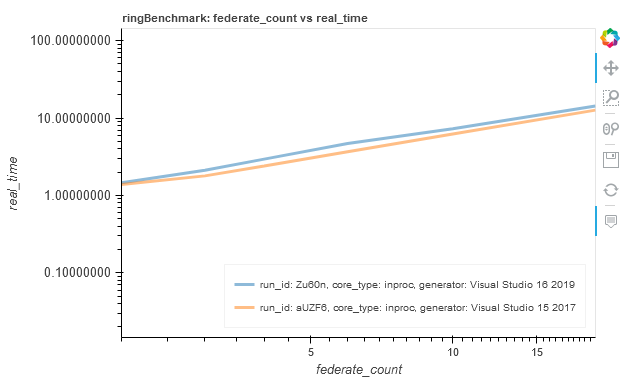 ringBenchmark: federate_count vs real_time
100.00000000
10.00000000
1.00000000
0.10000000
real_time
run_id: Zu60n, core_type: inproc, generator: Visual Studio 16 2019
run_id: aUZF6, core_type: inproc, generator: Visual Studio 15 2017
5 10 15
federate_count